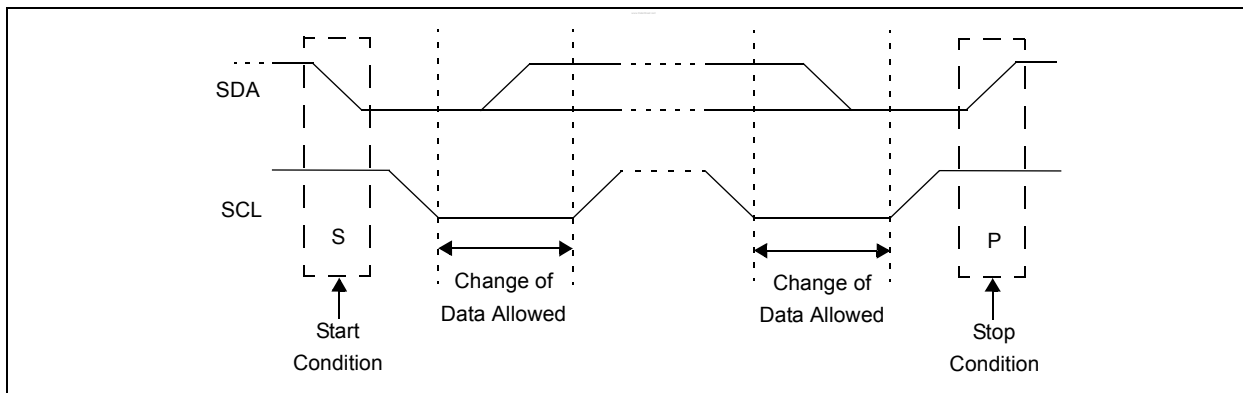 SDA
SCL
S
P
Change of
Data Allowed
Change of
Data Allowed
Start
Condition
Stop
Condition